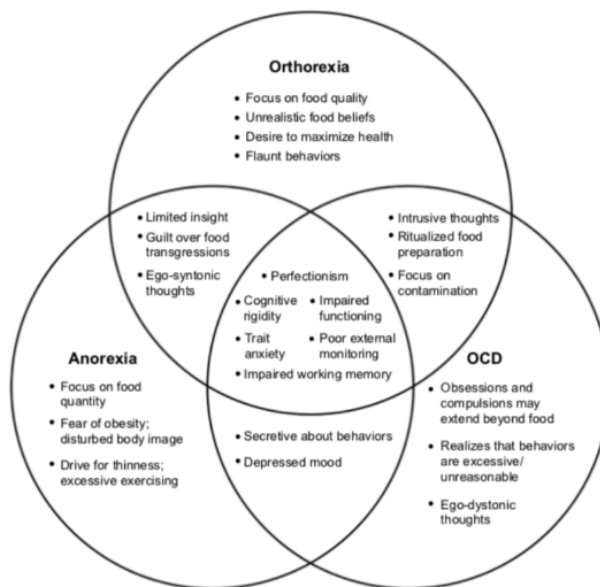 Orthorexia
• Focus on food quality
• Unrealistic food beliefs
• Desire to maximize health
• Flaunt behaviors
• Limited insight
• Guilt over food
transgressions
• Ego-syntonic
thoughts
• Intrusive thoughts
• Ritualized food
preparation
• Focus on
contamination
• Perfectionism
• Cognitive
rigidity
• Impaired
functioning
• Trait
anxiety
• Poor external
monitoring
• Impaired working memory
Anorexia
• Focus on food
quantity
• Fear of obesity;
disturbed body image
• Drive for thinness;
excessive exercising
• Secretive about behaviors
• Depressed mood
OCD
• Obsessions and
compulsions may
extend beyond food
• Realizes that behaviors
are excessive/
unreasonable
• Ego-dystonic
thoughts